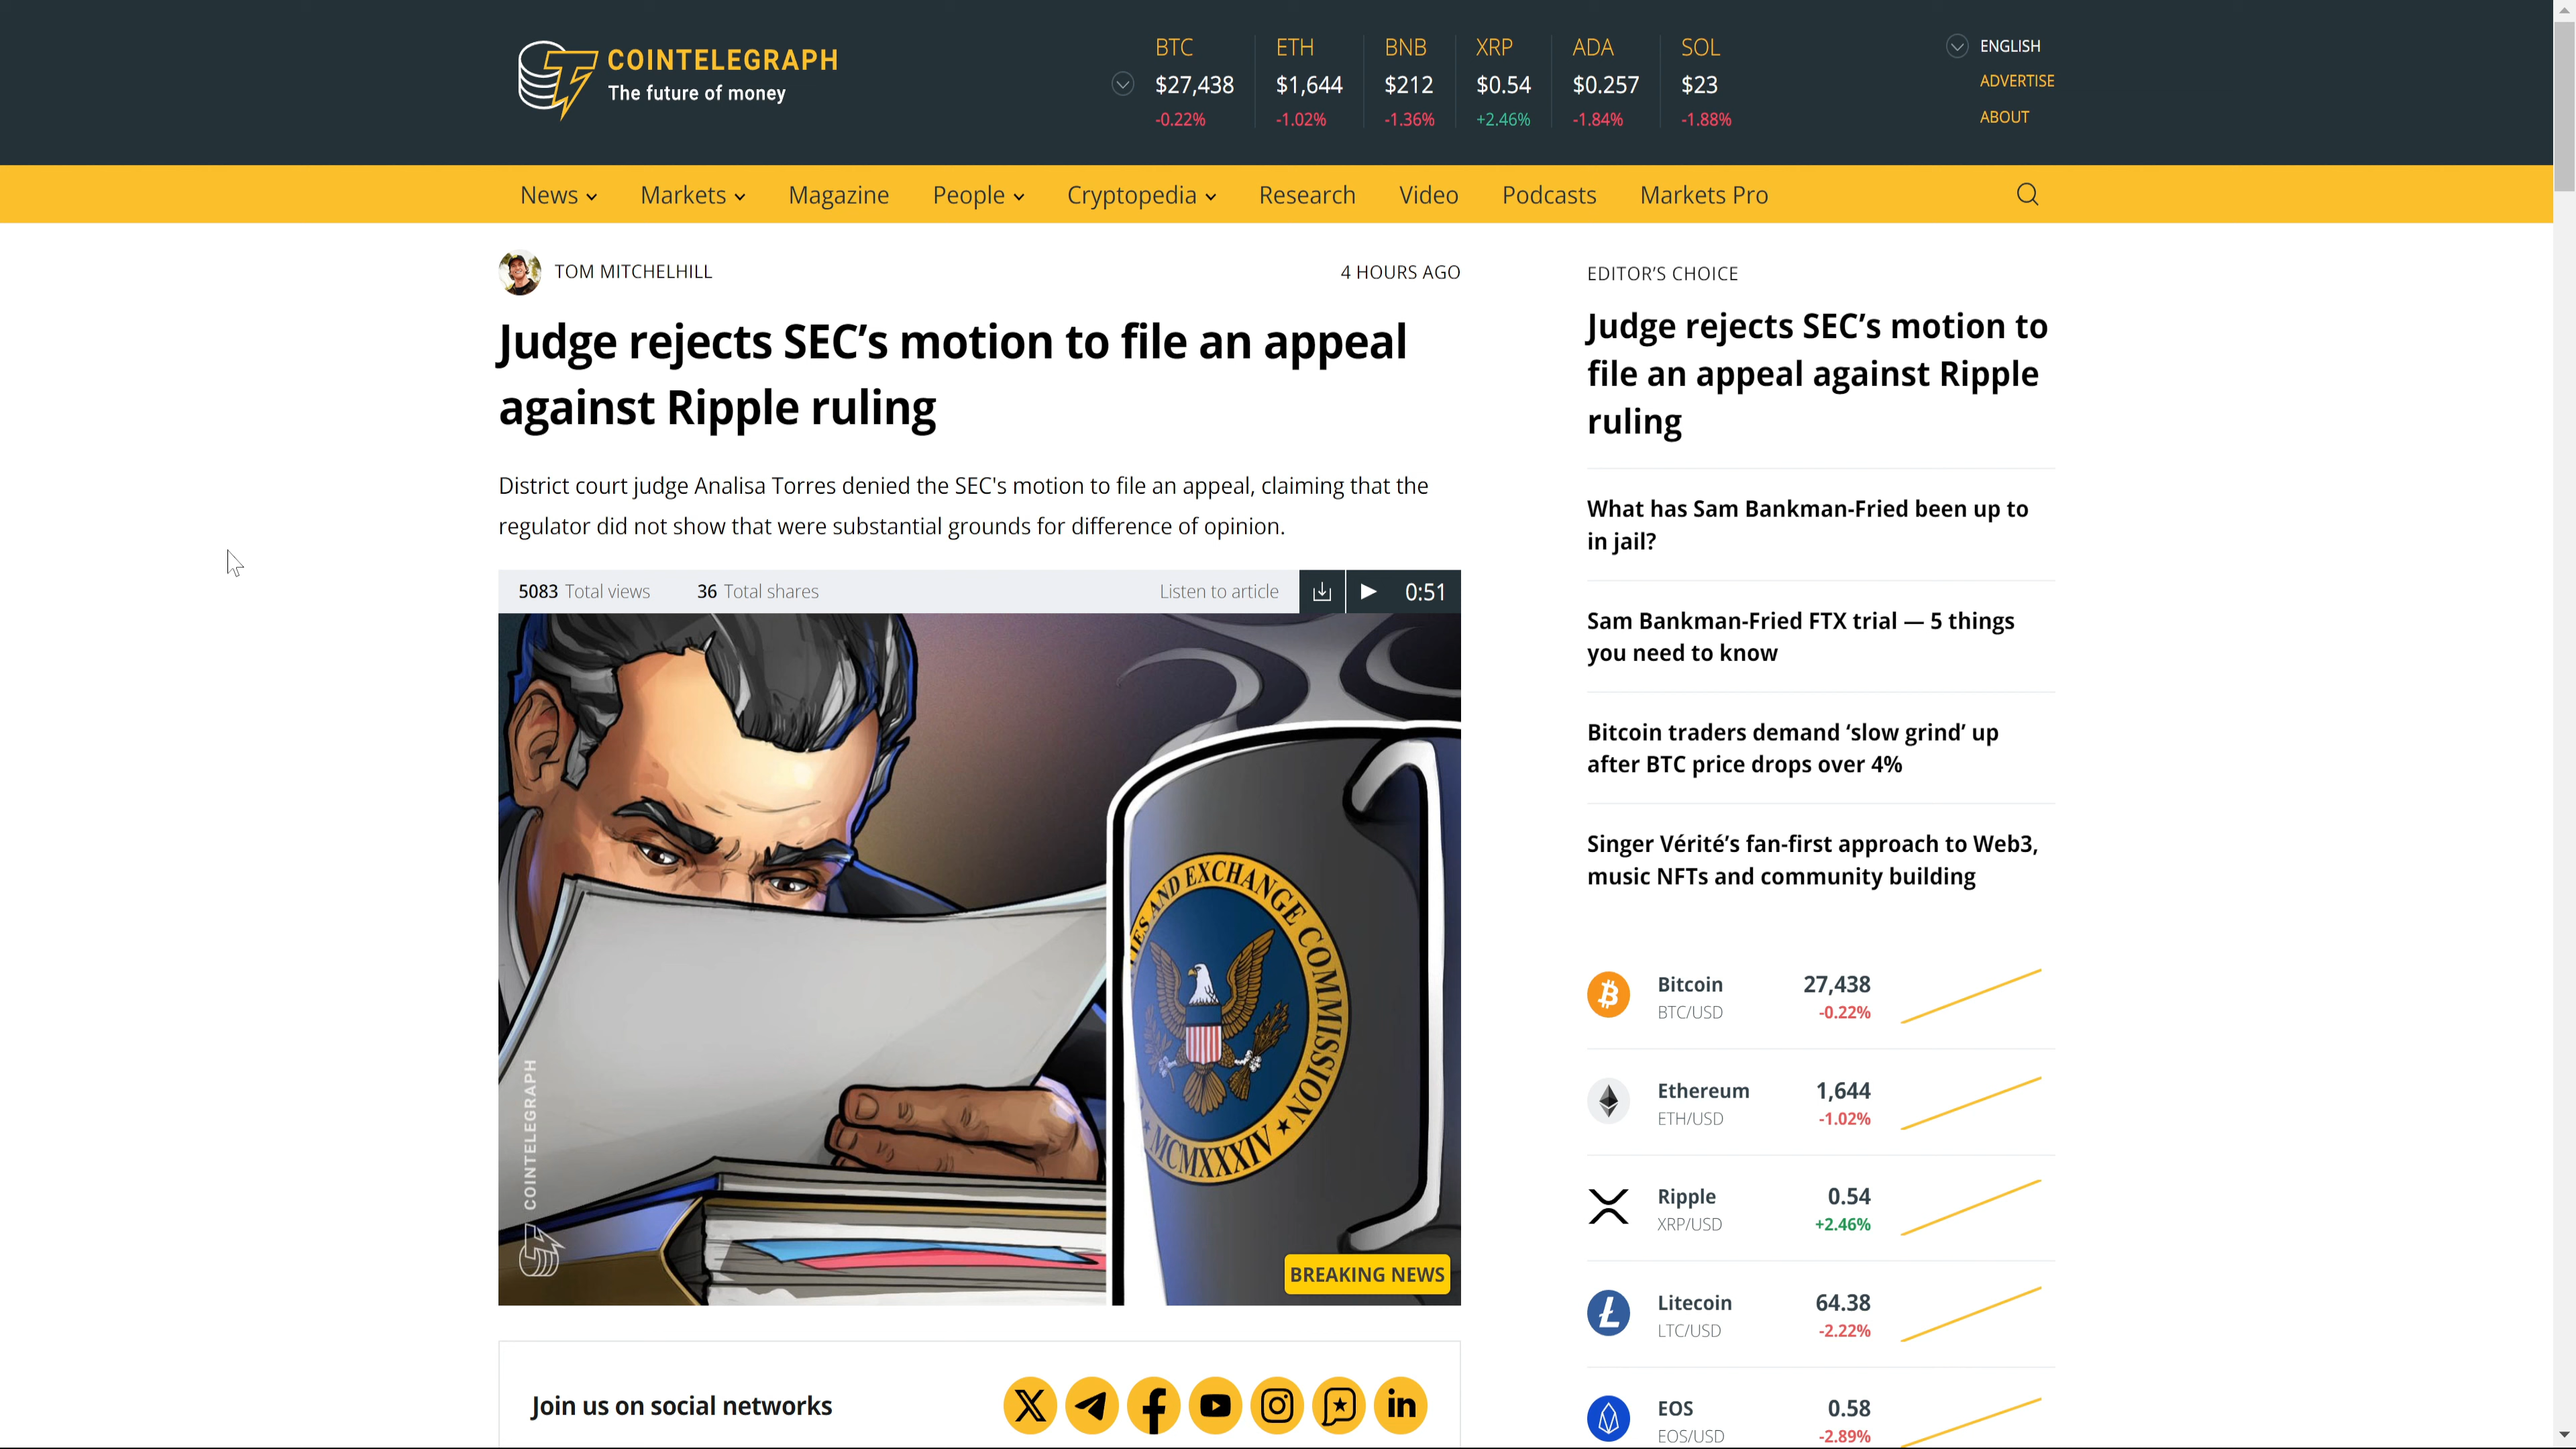 COINTELEGRAPH
The future of money
BTC
$27,438
-0.22%
ETH
$1,644
-1.02%
BNB
$212
-1.36%
XRP
$0.54
+2.46%
ADA
$0.257
-1.84%
SOL
$23
-1.88%
ENGLISH
ADVERTISE
ABOUT
News Markets Magazine People Cryptopedia Research Video Podcasts Markets Pro
TOM MITCHELHILL
4 HOURS AGO
Judge rejects SEC’s motion to file an appeal
against Ripple ruling
District court judge Analisa Torres denied the SEC's motion to file an appeal, claiming that the
regulator did not show that were substantial grounds for difference of opinion.
5083 Total views 36 Total shares Listen to article 0:51
IES AND EXCHANGE COMMISSION
MCMXXXIV
COINTELEGRAPH
BREAKING NEWS
Join us on social networks
EDITOR’S CHOICE
Judge rejects SEC’s motion to
file an appeal against Ripple
ruling
What has Sam Bankman-Fried been up to
in jail?
Sam Bankman-Fried FTX trial — 5 things
you need to know
Bitcoin traders demand ‘slow grind’ up
after BTC price drops over 4%
Singer Vérité’s fan-first approach to Web3,
music NFTs and community building
Bitcoin 27,438
BTC/USD -0.22%
Ethereum 1,644
ETH/USD -1.02%
Ripple 0.54
XRP/USD +2.46%
Litecoin 64.38
LTC/USD -2.22%
EOS 0.58
EOS/USD -2.89%